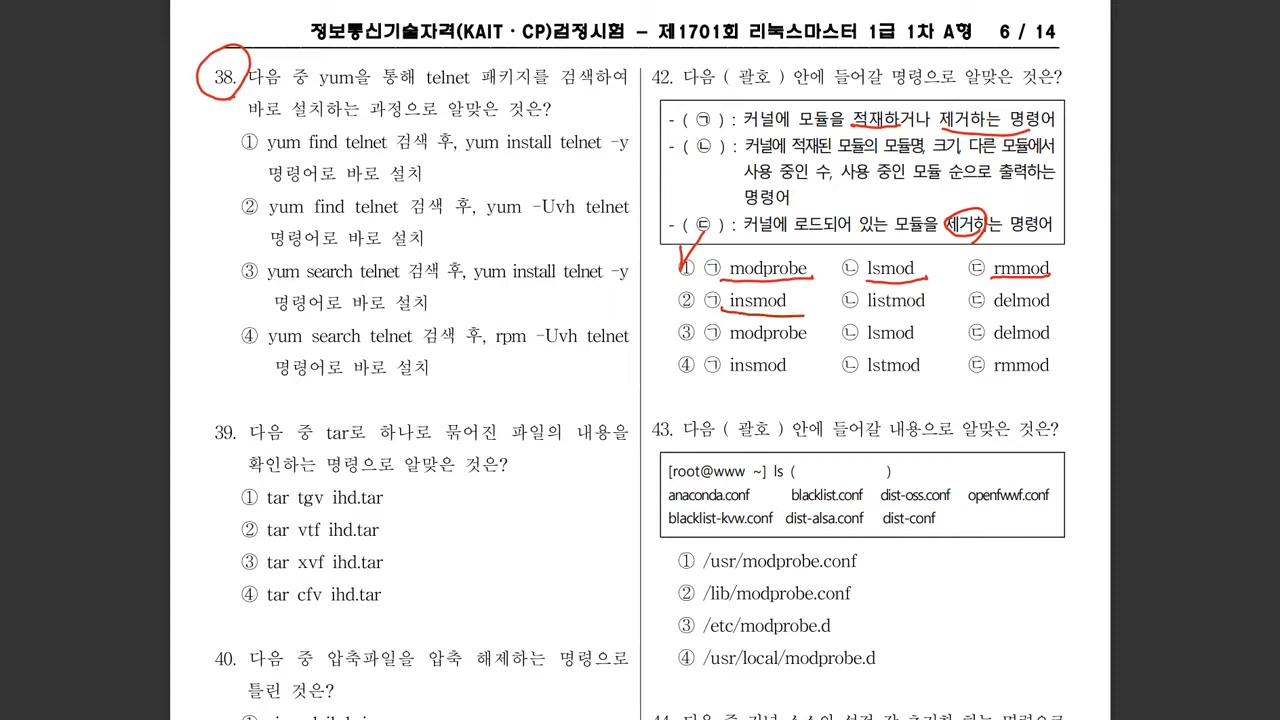 정보통신기술자격(KAIT · CP)검정시험 - 제1701회 리눅스마스터 1급 1차 A형 6 / 14
38. 다음 중 yum을 통해 telnet 패키지를 검색하여
바로 설치하는 과정으로 알맞은 것은?
① yum find telnet 검색 후, yum install telnet -y
명령어로 바로 설치
② yum find telnet 검색 후, yum -Uvh telnet
명령어로 바로 설치
③ yum search telnet 검색 후, yum install telnet -y
명령어로 바로 설치
④ yum search telnet 검색 후, rpm -Uvh telnet
명령어로 바로 설치
39. 다음 중 tar로 하나로 묶어진 파일의 내용을
확인하는 명령으로 알맞은 것은?
① tar tgv ihd.tar
② tar vtf ihd.tar
③ tar xvf ihd.tar
④ tar cfv ihd.tar
40. 다음 중 압축파일을 압축 해제하는 명령으로
틀린 것은?
42. 다음 ( 괄호 ) 안에 들어갈 명령으로 알맞은 것은?
- ( ㉠ ) : 커널에 모듈을 적재하거나 제거하는 명령어
- ( ㉡ ) : 커널에 적재된 모듈의 모듈명, 크기, 다른 모듈에서
사용 중인 수, 사용 중인 모듈 순으로 출력하는
명령어
- ( ㉢ ) : 커널에 로드되어 있는 모듈을 제거하는 명령어
① ㉠ modprobe ㉡ lsmod ㉢ rmmod
② ㉠ insmod ㉡ listmod ㉢ delmod
③ ㉠ modprobe ㉡ lsmod ㉢ delmod
④ ㉠ insmod ㉡ lstmod ㉢ rmmod
43. 다음 ( 괄호 ) 안에 들어갈 내용으로 알맞은 것은?
[root@www ~] ls ( )
anaconda.conf blacklist.conf dist-oss.conf openfwwf.conf
blacklist-kvw.conf dist-alsa.conf dist-conf
① /usr/modprobe.conf
② /lib/modprobe.conf
③ /etc/modprobe.d
④ /usr/local/modprobe.d